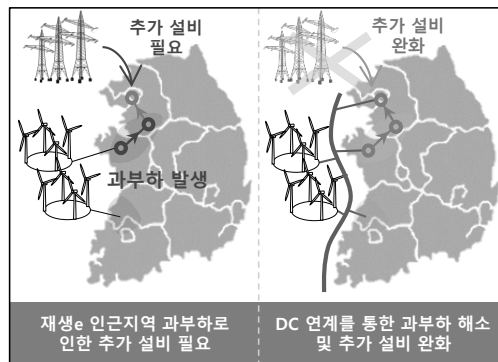 추가 설비
필요
과부하 발생
재생e 인근지역 과부하로
인한 추가 설비 필요
추가 설비
완화
DC 연계를 통한 과부하 해소
및 추가 설비 완화